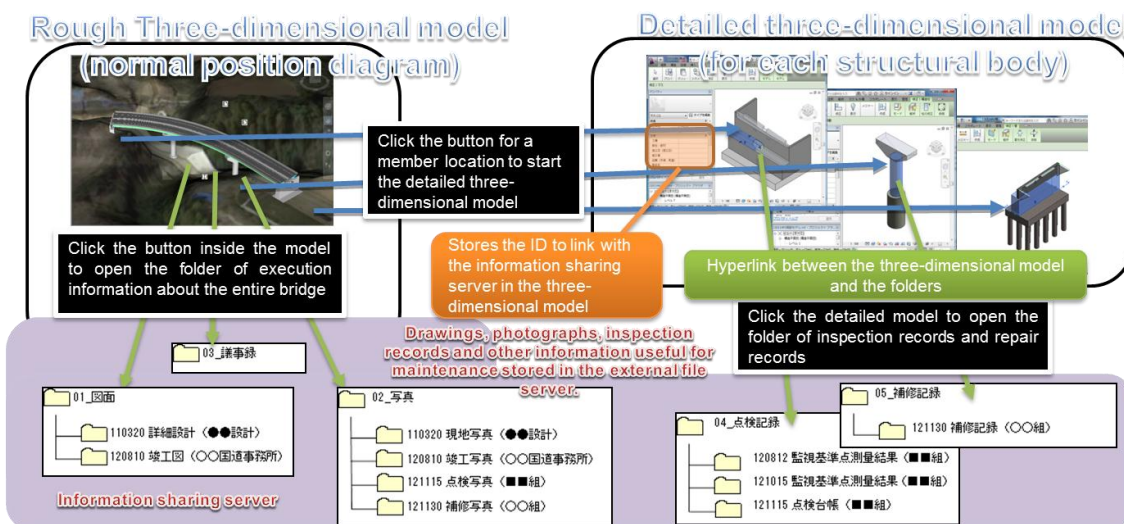 Rough Three-dimensional model
(normal position diagram)
Detailed three-dimensional model
(for each structural body)
Click the button for a
member location to start
the detailed three-
dimensional model
Click the button inside the model
to open the folder of execution
information about the entire bridge
Stores the ID to link with
the information sharing
server in the three-
dimensional model
Hyperlink between the three-dimensional model
and the folders
Click the detailed model to open the
folder of inspection records and repair
records
Drawings, photographs, inspection
records and other information useful for
maintenance stored in the external file
server.
03_議事録
01_図面
110320 詳細設計〈●●設計〉
120810 竣工図〈○○国道事務所〉
Information sharing server
02_写真
110320 現地写真〈●●設計〉
120810 竣工写真〈○○国道事務所〉
121115 点検写真〈■■組〉
121130 補修写真〈○○組〉
04_点検記録
120812 監視基準点測量結果〈■■組〉
121015 監視基準点測量結果〈■■組〉
121115 点検台帳〈■■組〉
05_補修記録
121130 補修記録〈○○組〉